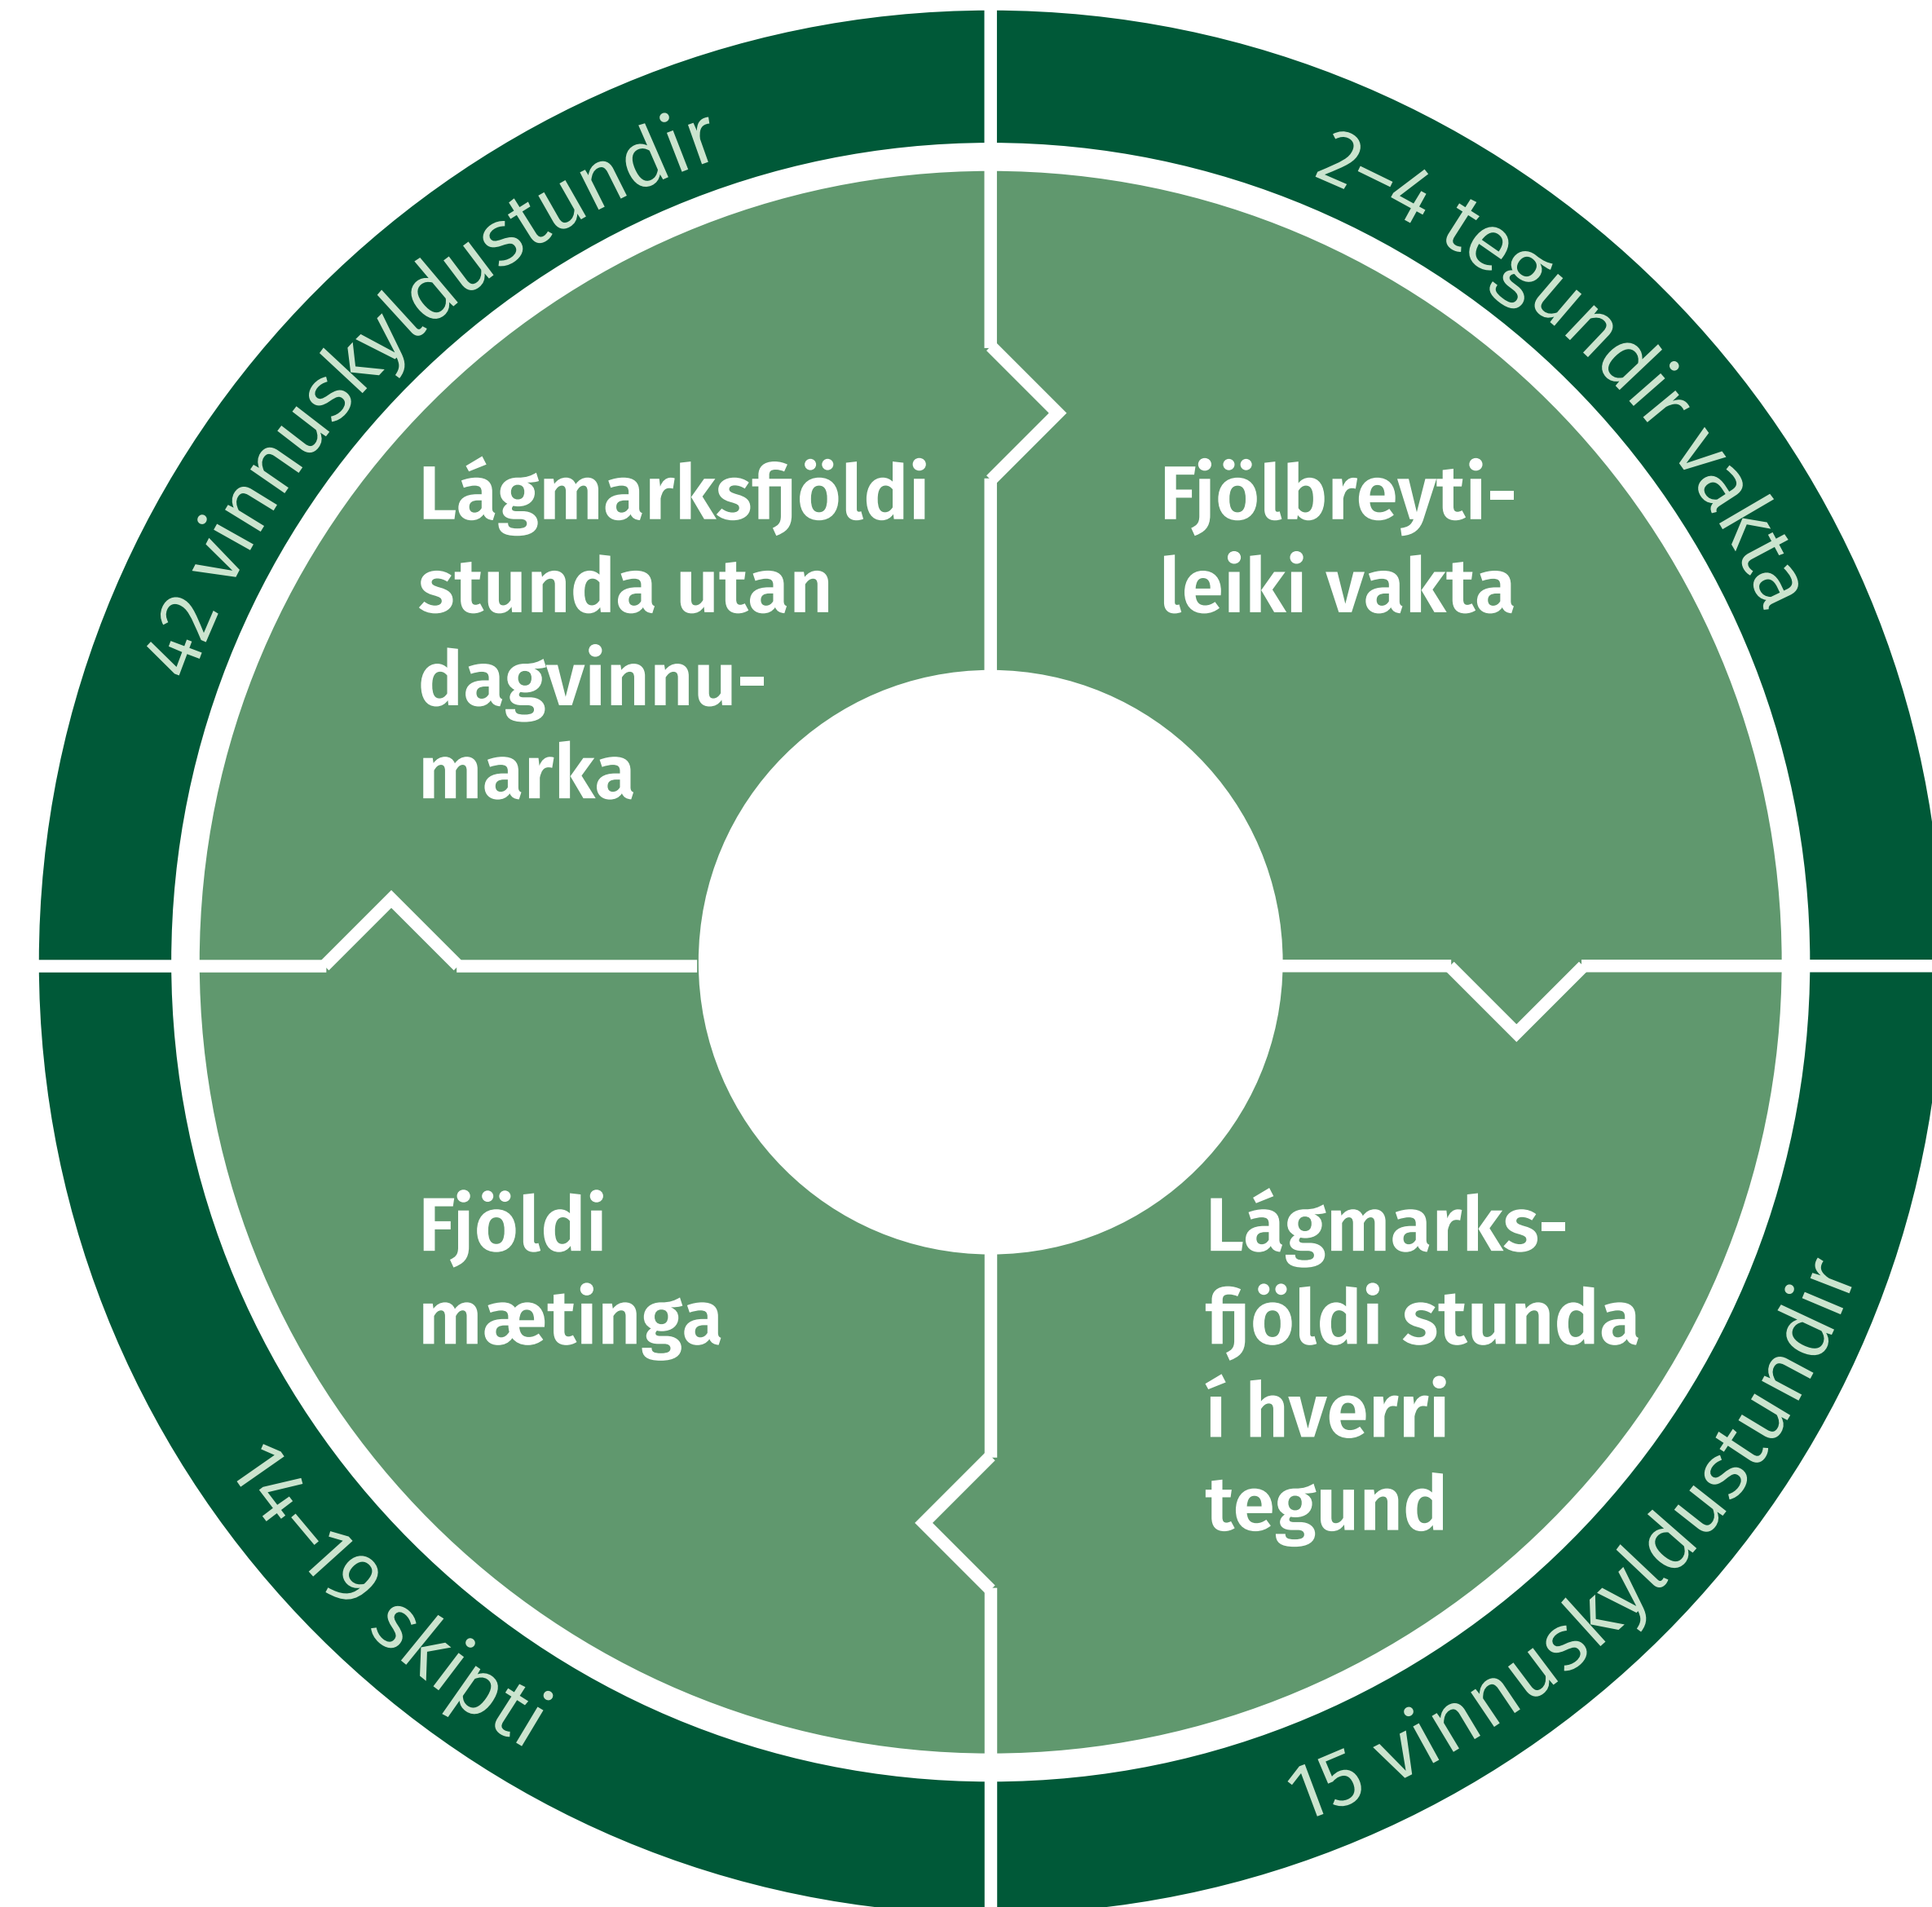 42 vinnuskyldustundir
Lágmarksfjöldi
stunda utan
dagvinnu-
marka
2-4 tegundir vakta
Fjölbreyti-
leiki vakta
Fjöldi
mætinga
14-19 skipti
Lágmarks-
fjöldi stunda
í hverri
tegund
15 vinnuskyldustundir